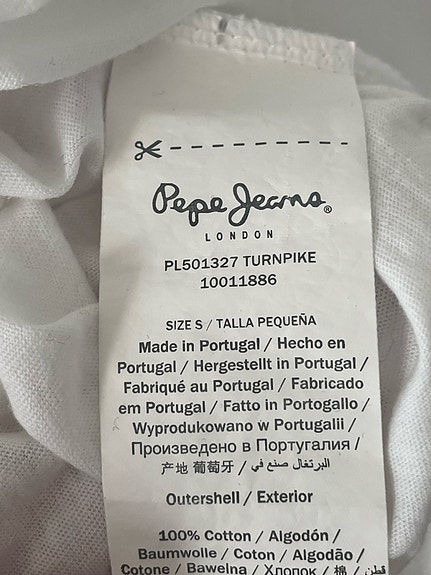 Pepe Jeans®
LONDON
PL501327 TURNPIKE
10011886
SIZE S / TALLA PEQUEÑA
Made in Portugal / Hecho en
Portugal / Hergestellt in Portugal /
Fabriqué au Portugal / Fabricado
em Portugal / Fatto in Portogallo /
Wyprodukowano w Portugalii /
Произведено в Португалия /
产地 葡萄牙 / البرتغال صنع في /
Outershell / Exterior
100% Cotton / Algodón /
Baumwolle / Coton / Algodão /
Cotone / Bawełna / Хлопок / 棉 / قطن